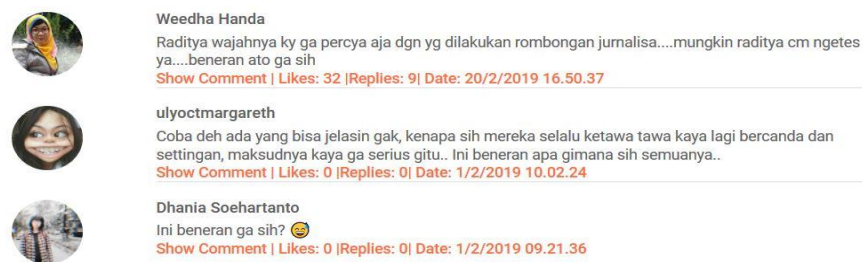 Weedha Handa
Raditya wajahnya ky ga percya aja dgn yg dilakukan rombongan jurnalisa....mungkin raditya cm ngetes
ya....beneran ato ga sih
Show Comment | Likes: 32 |Replies: 9| Date: 20/2/2019 16.50.37
ulyoctmargareth
Coba deh ada yang bisa jelasin gak, kenapa sih mereka selalu ketawa tawa kaya lagi bercanda dan
settingan, maksudnya kaya ga serius gitu.. Ini beneran apa gimana sih semuanya..
Show Comment | Likes: 0 |Replies: 0| Date: 1/2/2019 10.02.24
Dhania Soehartanto
Ini beneran ga sih? 😅
Show Comment | Likes: 0 |Replies: 0| Date: 1/2/2019 09.21.36